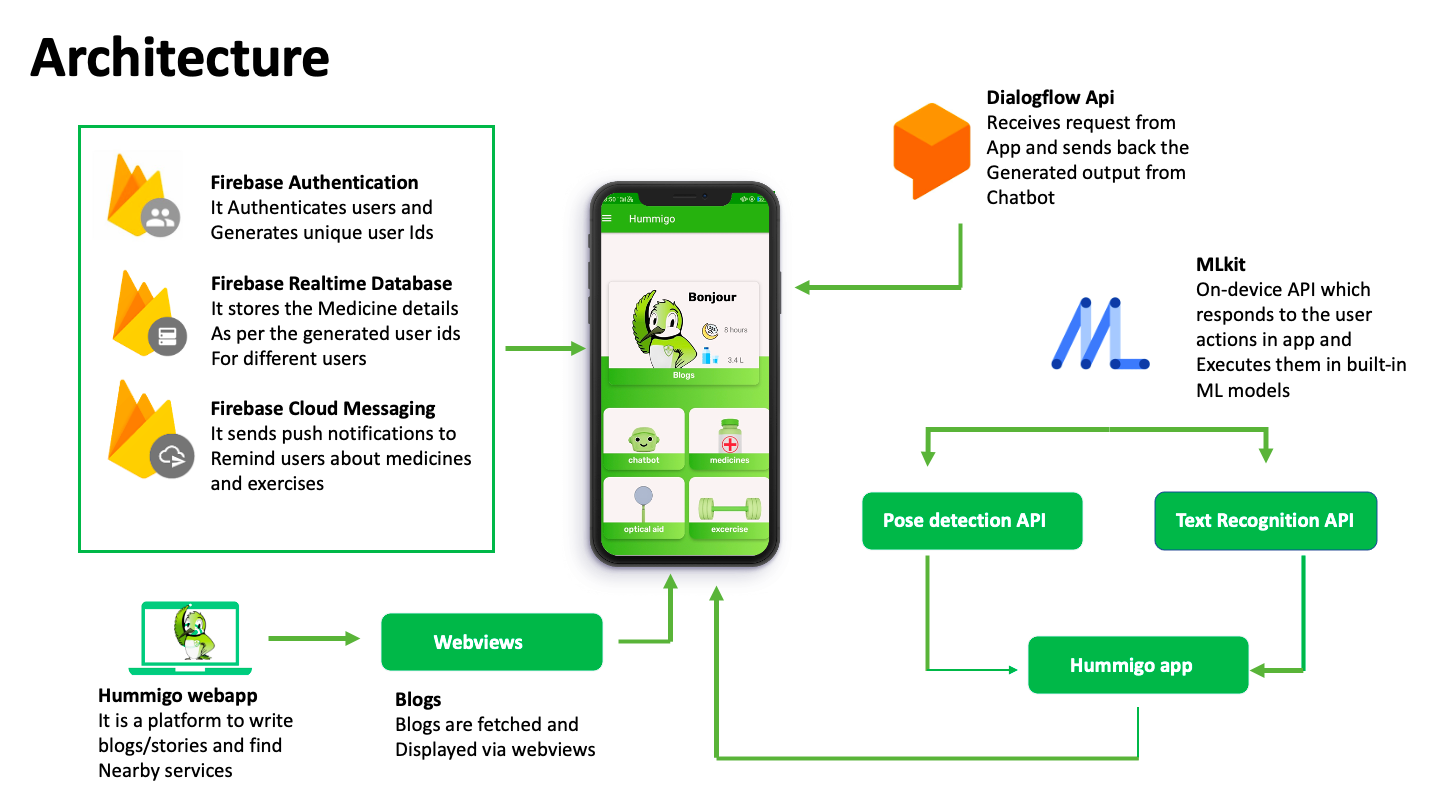 Architecture
Firebase Authentication
It Authenticates users and
Generates unique user Ids
Firebase Realtime Database
It stores the Medicine details
As per the generated user ids
For different users
Firebase Cloud Messaging
It sends push notifications to
Remind users about medicines
and exercises
Hummigo
Bonjour
8 hours
3.4 L
Blogs
chatbot
medicines
optical aid
excercise
Dialogflow Api
Receives request from
App and sends back the
Generated output from
Chatbot
MLkit
On-device API which
responds to the user
actions in app and
Executes them in built-in
ML models
Pose detection API
Text Recognition API
Hummigo app
Webviews
Hummigo webapp
It is a platform to write
blogs/stories and find
Nearby services
Blogs
Blogs are fetched and
Displayed via webviews